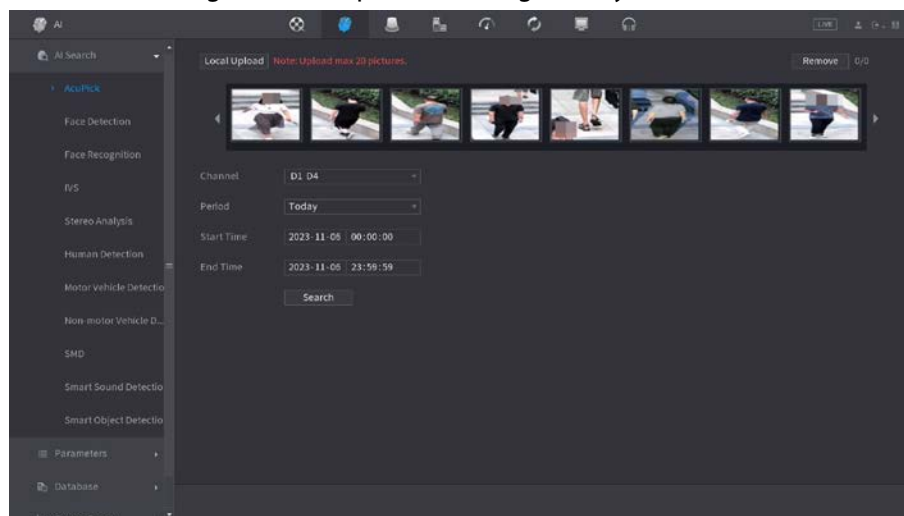 AI
LIVE
AI Search
Local Upload Note: Upload max 20 pictures.
Remove 0/0
AcuPick
Face Detection
Face Recognition
IVS
Stereo Analysis
Human Detection
Motor Vehicle Detectio
Non-motor Vehicle D...
SMD
Smart Sound Detectio
Smart Object Detectio
Parameters
Database
Channel D1 D4
Period Today
Start Time 2023-11-06 00:00:00
End Time 2023-11-06 23:59:59
Search